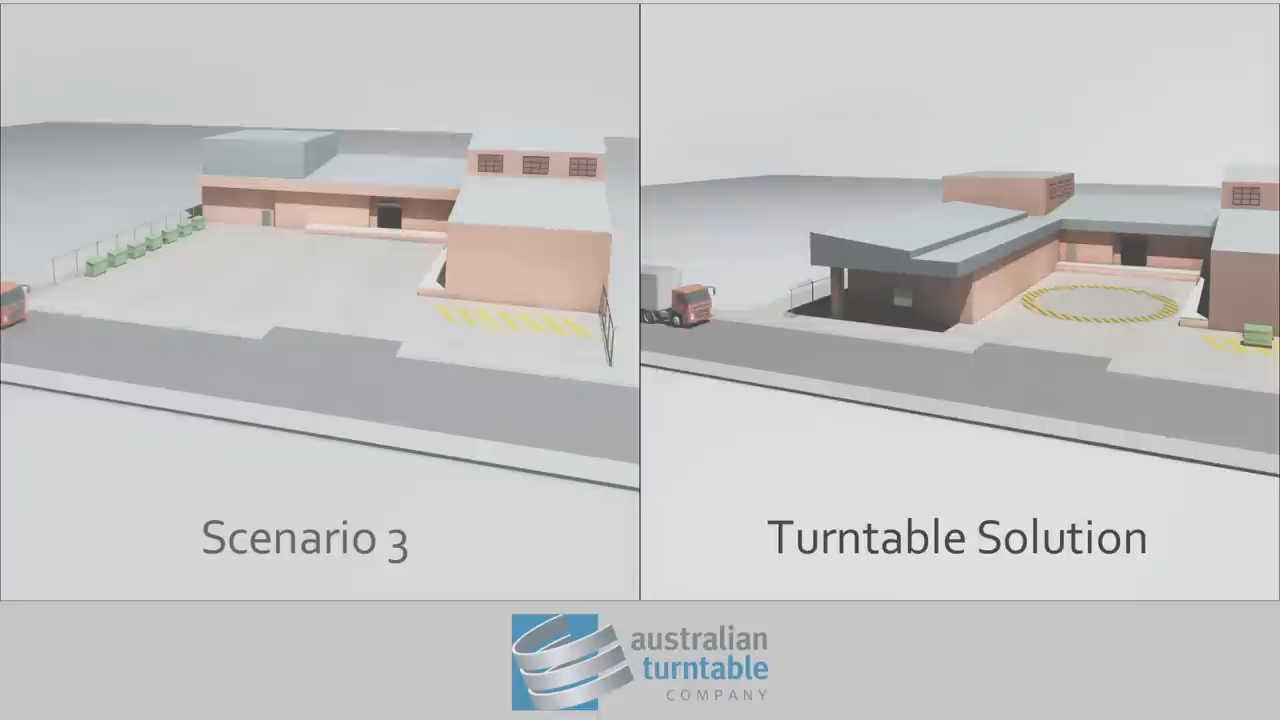 Scenario 3
Turntable Solution
australian
turntable
COMPANY